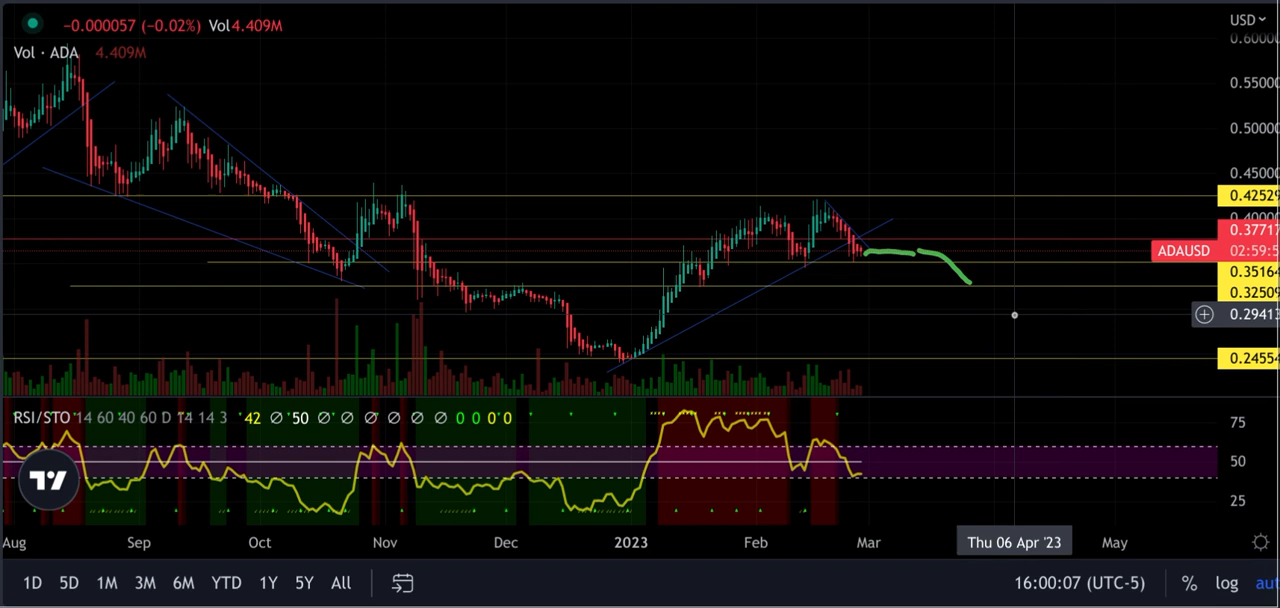 −0.000057 (−0.02%) Vol4.409M
USD
Vol · ADA 4.409M
0.60000
0.55000
0.50000
0.45000
0.42529
0.40000
0.37717
ADAUSD 02:59:5
0.35164
0.32509
0.29413
0.24554
RSI/STO 14 60 40 60 D 14 14 3 42 ∅ 50 ∅ ∅ ∅ ∅ ∅ ∅ 0 0 0 0
75
50
25
Aug Sep Oct Nov Dec 2023 Feb Mar Thu 06 Apr '23 May
1D 5D 1M 3M 6M YTD 1Y 5Y All 16:00:07 (UTC-5) % log aut